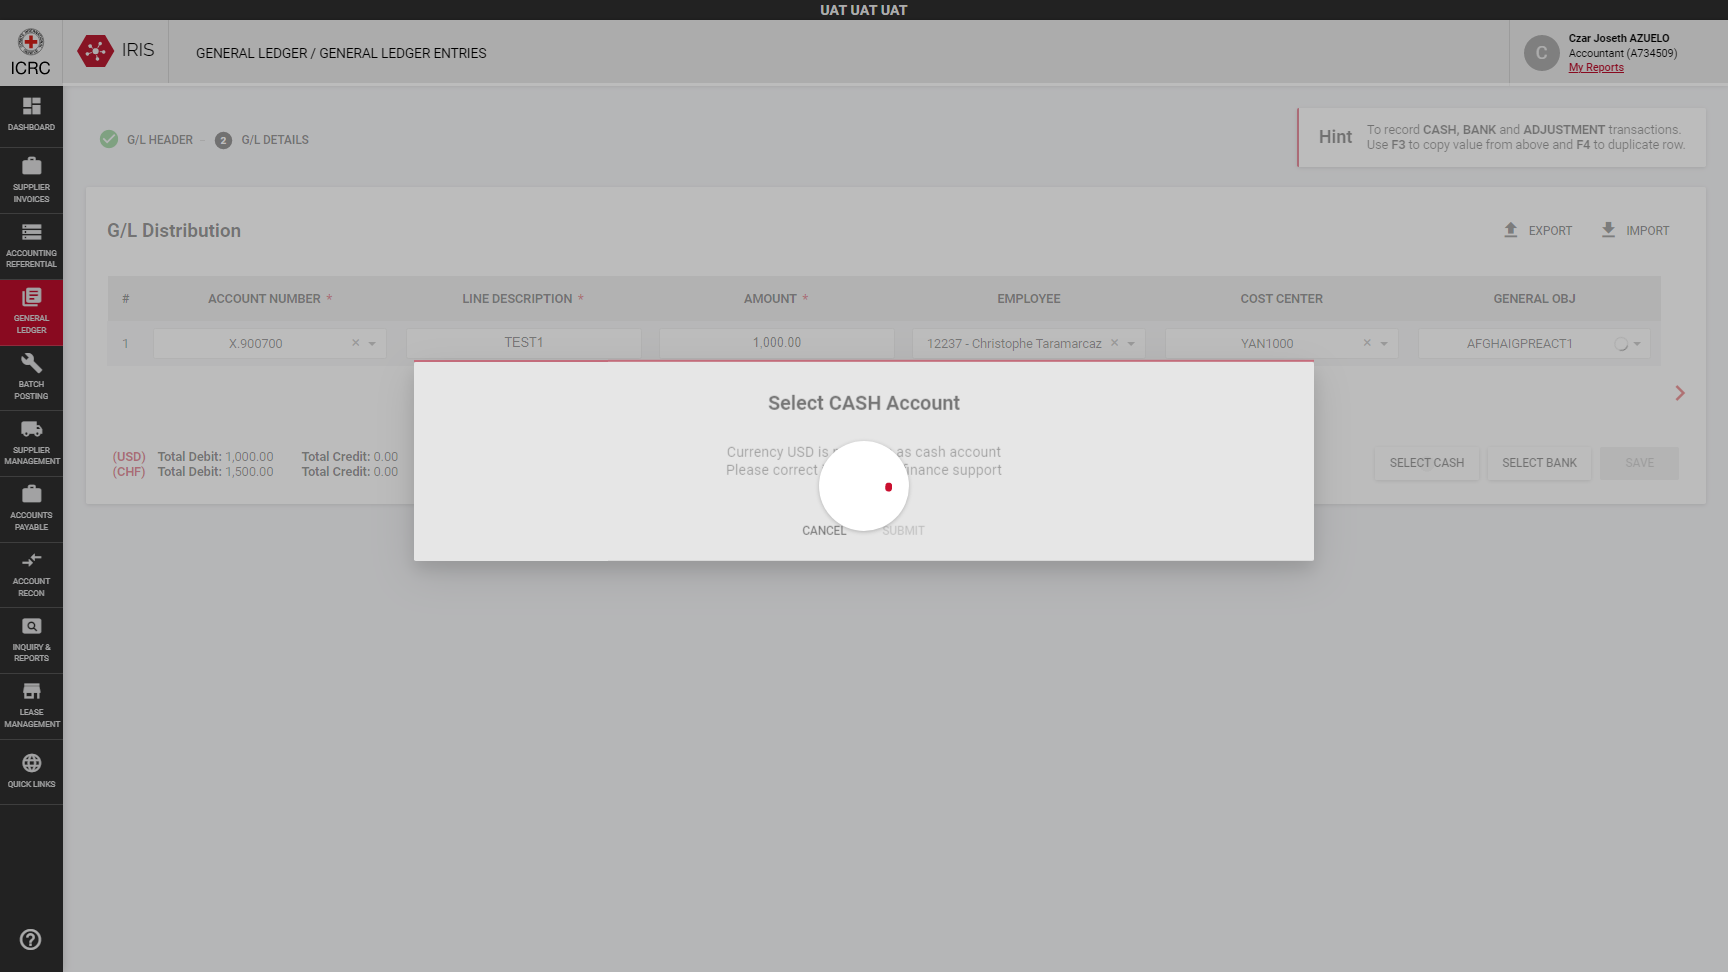 UAT UAT UAT
ICRC
IRIS
GENERAL LEDGER / GENERAL LEDGER ENTRIES
C
Czar Joseth AZUELO
Accountant (A734509)
My Reports
DASHBOARD
SUPPLIER
INVOICES
ACCOUNTING
REFERENTIAL
GENERAL
LEDGER
BATCH
POSTING
SUPPLIER
MANAGEMENT
ACCOUNTS
PAYABLE
ACCOUNT
RECON
INQUIRY &
REPORTS
LEASE
MANAGEMENT
QUICK LINKS
G/L HEADER
2 G/L DETAILS
Hint
To record CASH, BANK and ADJUSTMENT transactions.
Use F3 to copy value from above and F4 to duplicate row.
G/L Distribution
EXPORT
IMPORT
# ACCOUNT NUMBER * LINE DESCRIPTION * AMOUNT * EMPLOYEE COST CENTER GENERAL OBJ
1 X.900700 × TEST1 1,000.00 12237 - Christophe Taramarcaz × YAN1000 × AFGHAIGPREACT1
(USD) Total Debit: 1,000.00 Total Credit: 0.00
(CHF) Total Debit: 1,500.00 Total Credit: 0.00
SELECT CASH
SELECT BANK
SAVE
Select CASH Account
Currency USD is as cash account
Please correct finance support
CANCEL
SUBMIT